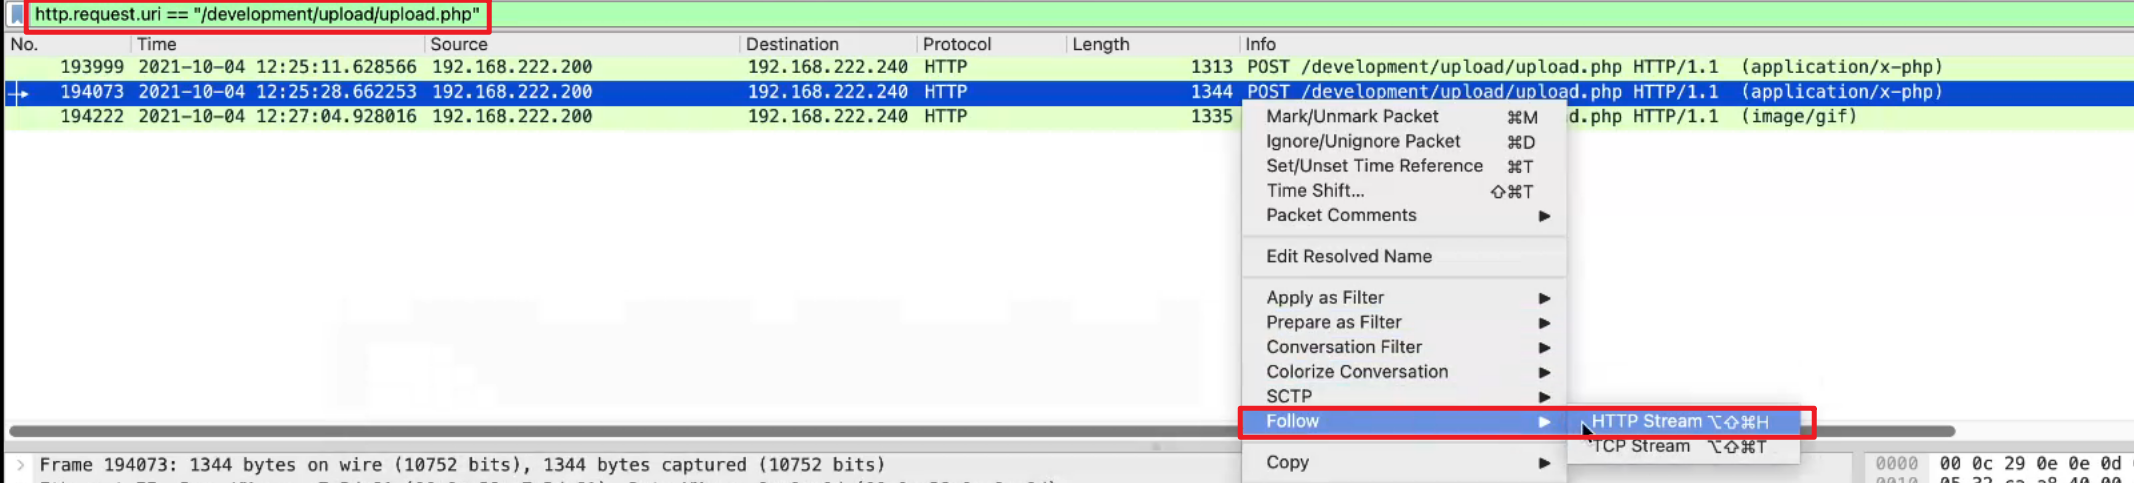 http.request.uri == "/development/upload/upload.php"
No. Time Source Destination Protocol Length Info
193999 2021-10-04 12:25:11.628566 192.168.222.200 192.168.222.240 HTTP 1313 POST /development/upload/upload.php HTTP/1.1 (application/x-php)
194073 2021-10-04 12:25:28.662253 192.168.222.200 192.168.222.240 HTTP 1344 POST /development/upload/upload.php HTTP/1.1 (application/x-php)
194222 2021-10-04 12:27:04.928016 192.168.222.200 192.168.222.240 HTTP 1335 d.php HTTP/1.1 (image/gif)
Mark/Unmark Packet ⌘M
Ignore/Unignore Packet ⌘D
Set/Unset Time Reference ⌘T
Time Shift... ⇧⌘T
Packet Comments ▶
Edit Resolved Name
Apply as Filter ▶
Prepare as Filter ▶
Conversation Filter ▶
Colorize Conversation ▶
SCTP ▶
Follow ▶ HTTP Stream ⌥⇧⌘H
TCP Stream ⌥⇧⌘T
Copy ▶
Frame 194073: 1344 bytes on wire (10752 bits), 1344 bytes captured (10752 bits)
0000 00 0c 29 0e 0e 0d